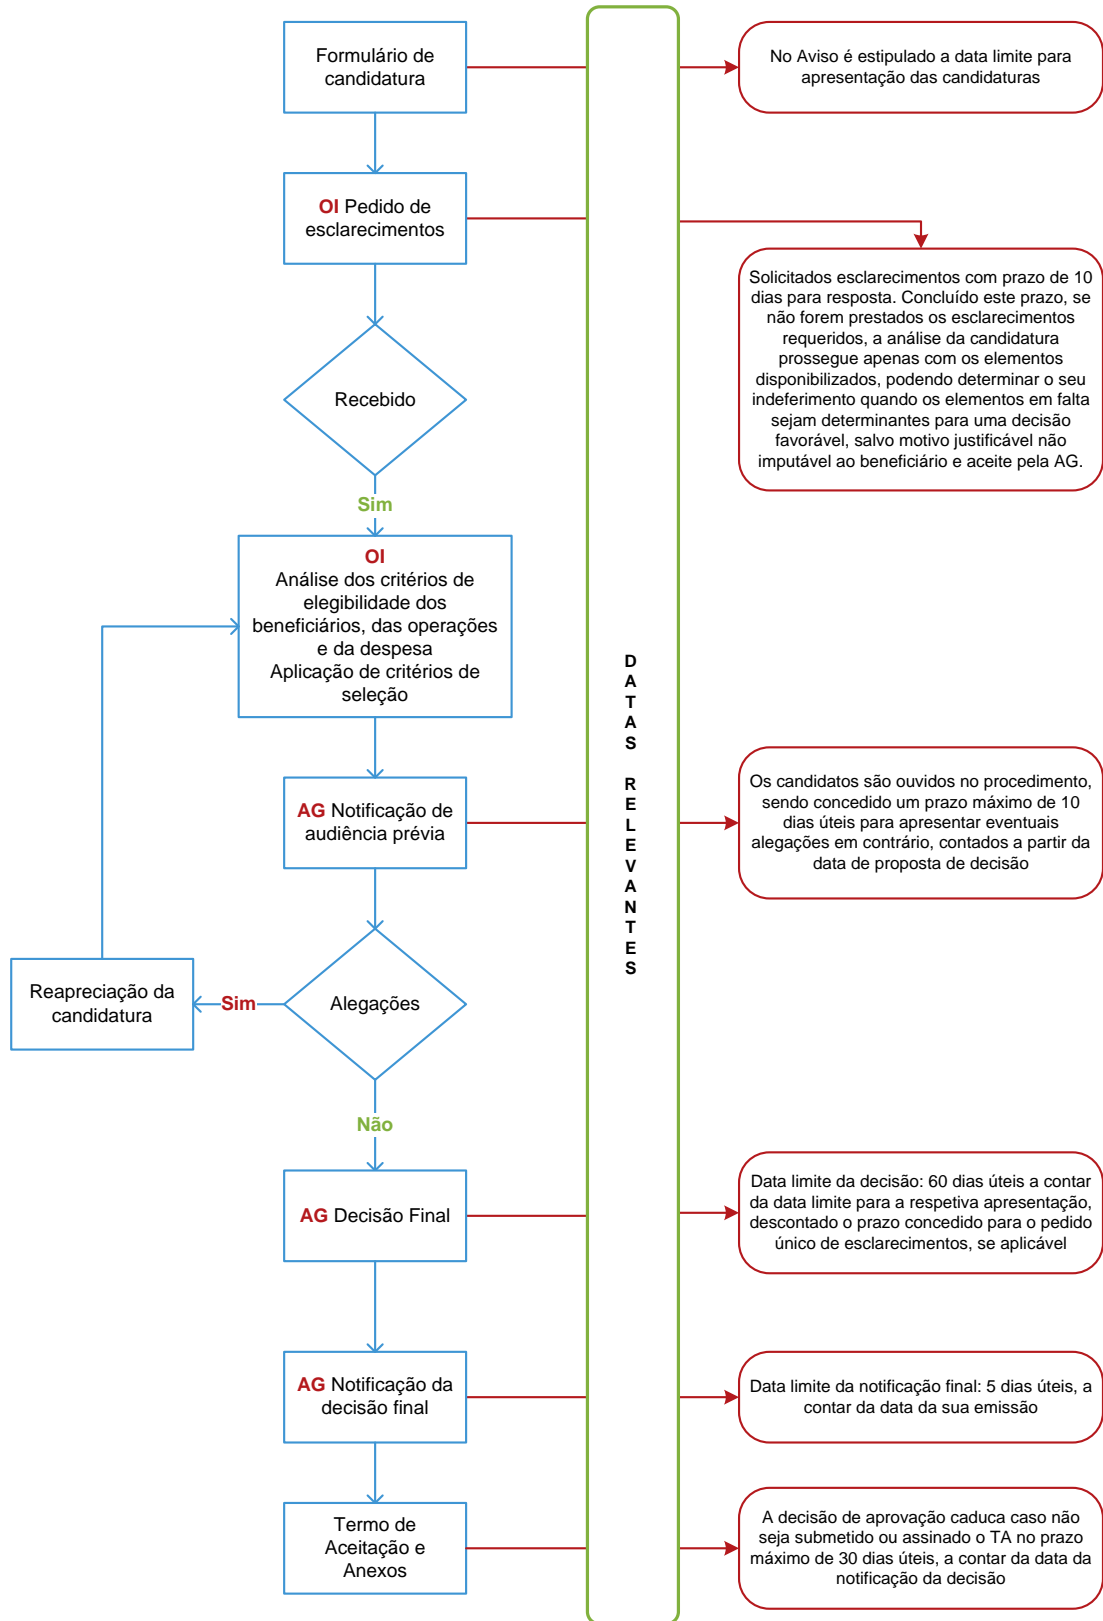 Formulário de
candidatura
No Aviso é estipulado a data limite para
apresentação das candidaturas
OI Pedido de
esclarecimentos
Solicitados esclarecimentos com prazo de 10
dias para resposta. Concluído este prazo, se
não forem prestados os esclarecimentos
requeridos, a análise da candidatura
prossegue apenas com os elementos
disponibilizados, podendo determinar o seu
indeferimento quando os elementos em falta
sejam determinantes para uma decisão
favorável, salvo motivo justificável não
imputável ao beneficiário e aceite pela AG.
Recebido
Sim
OI
Análise dos critérios de
elegibilidade dos
beneficiários, das operações
e da despesa
Aplicação de critérios de
seleção
D
A
T
A
S
R
E
L
E
V
A
N
T
E
S
AG Notificação de
audiência prévia
Os candidatos são ouvidos no procedimento,
sendo concedido um prazo máximo de 10
dias úteis para apresentar eventuais
alegações em contrário, contados a partir da
data de proposta de decisão
Reapreciação da
candidatura
Sim
Alegações
Não
AG Decisão Final
Data limite da decisão: 60 dias úteis a contar
da data limite para a respetiva apresentação,
descontado o prazo concedido para o pedido
único de esclarecimentos, se aplicável
AG Notificação da
decisão final
Data limite da notificação final: 5 dias úteis, a
contar da data da sua emissão
Termo de
Aceitação e
Anexos
A decisão de aprovação caduca caso não
seja submetido ou assinado o TA no prazo
máximo de 30 dias úteis, a contar da data da
notificação da decisão